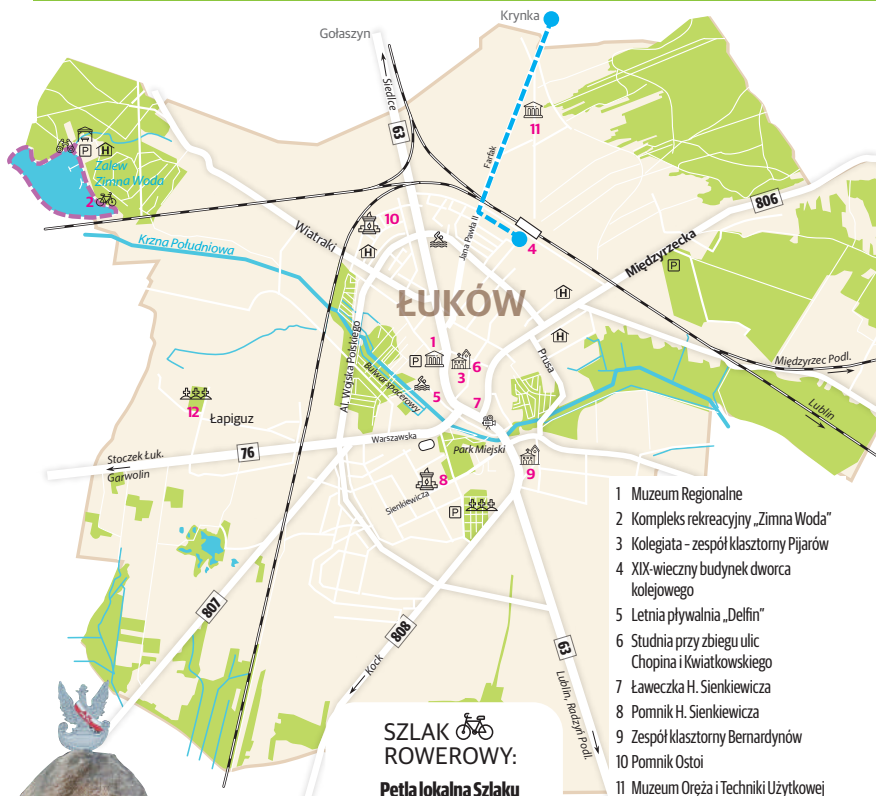 Krynka
Gołaszyn
Siedlce
63
11
Farfak
806
Zalew
Zimna Woda
2
10
Wiatraki
Jana Pawła II
4
Międzyrzecka
Krzna Południowa
ŁUKÓW
Al. Wojska Polskiego
1
6
3
Prusa
Bulwar spacerowy
5
7
Międzyrzec Podl.
Lublin
12
Łapiguz
Warszawska
76
Stoczek Łuk.
Garwolin
Park Miejski
9
8
Sienkiewicza
807
808
Kock
63
Lublin, Radzyń Podl.
P
P
P
P
H
H
H
H
1 Muzeum Regionalne
2 Kompleks rekreacyjny „Zimna Woda”
3 Kolegiata – zespół klasztorny Pijarów
4 XIX-wieczny budynek dworca
kolejowego
5 Letnia pływalnia „Delfin”
6 Studnia przy zbiegu ulic
Chopina i Kwiatkowskiego
7 Ławeczka H. Sienkiewicza
8 Pomnik H. Sienkiewicza
9 Zespół klasztorny Bernardynów
10 Pomnik Ostoi
11 Muzeum Oręża i Techniki Użytkowej
SZLAK
ROWEROWY:
Pętla lokalna Szlaku